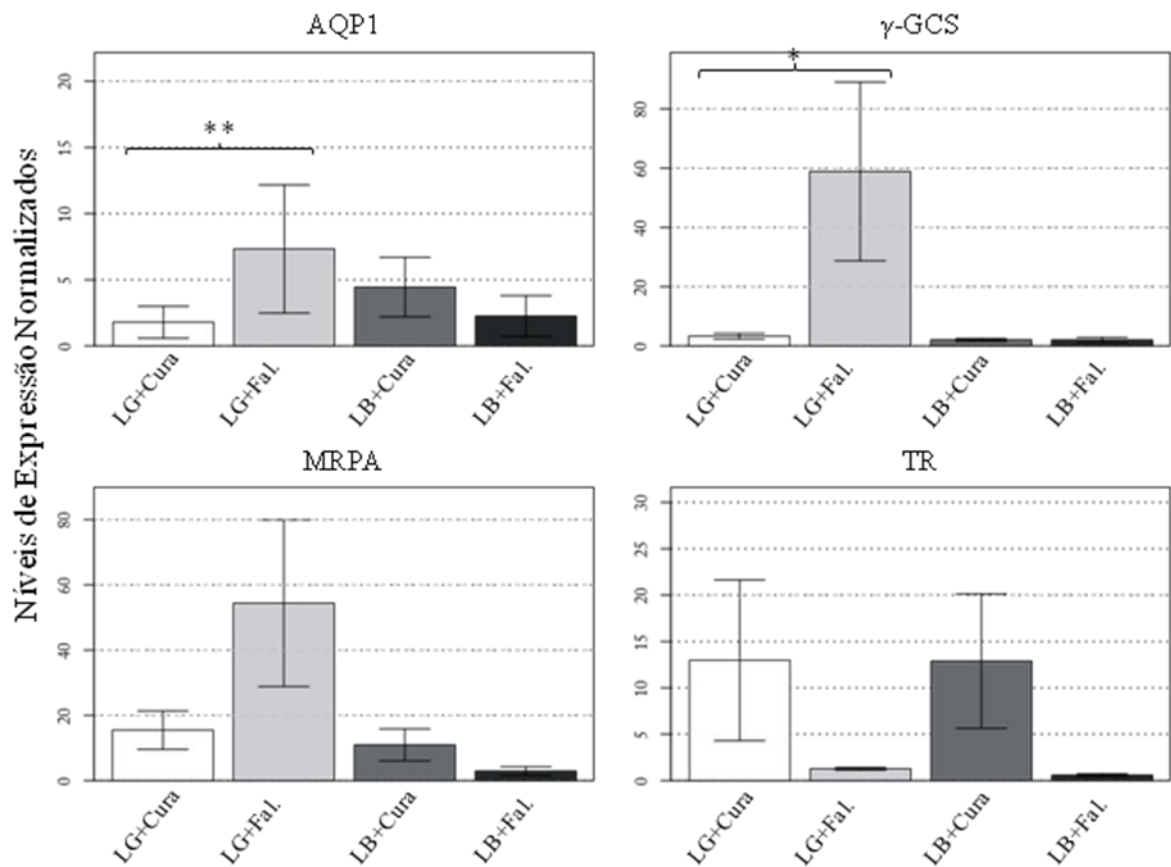 Níveis de Expressão Normalizados
AQP1
20
15
10
5
0
**
LG+Cura
LG+Fal.
LB+Cura
LB+Fal.
γ-GCS
80
60
40
20
0
*
LG+Cura
LG+Fal.
LB+Cura
LB+Fal.
MRPA
80
60
40
20
0
LG+Cura
LG+Fal.
LB+Cura
LB+Fal.
TR
30
25
20
15
10
5
0
LG+Cura
LG+Fal.
LB+Cura
LB+Fal.